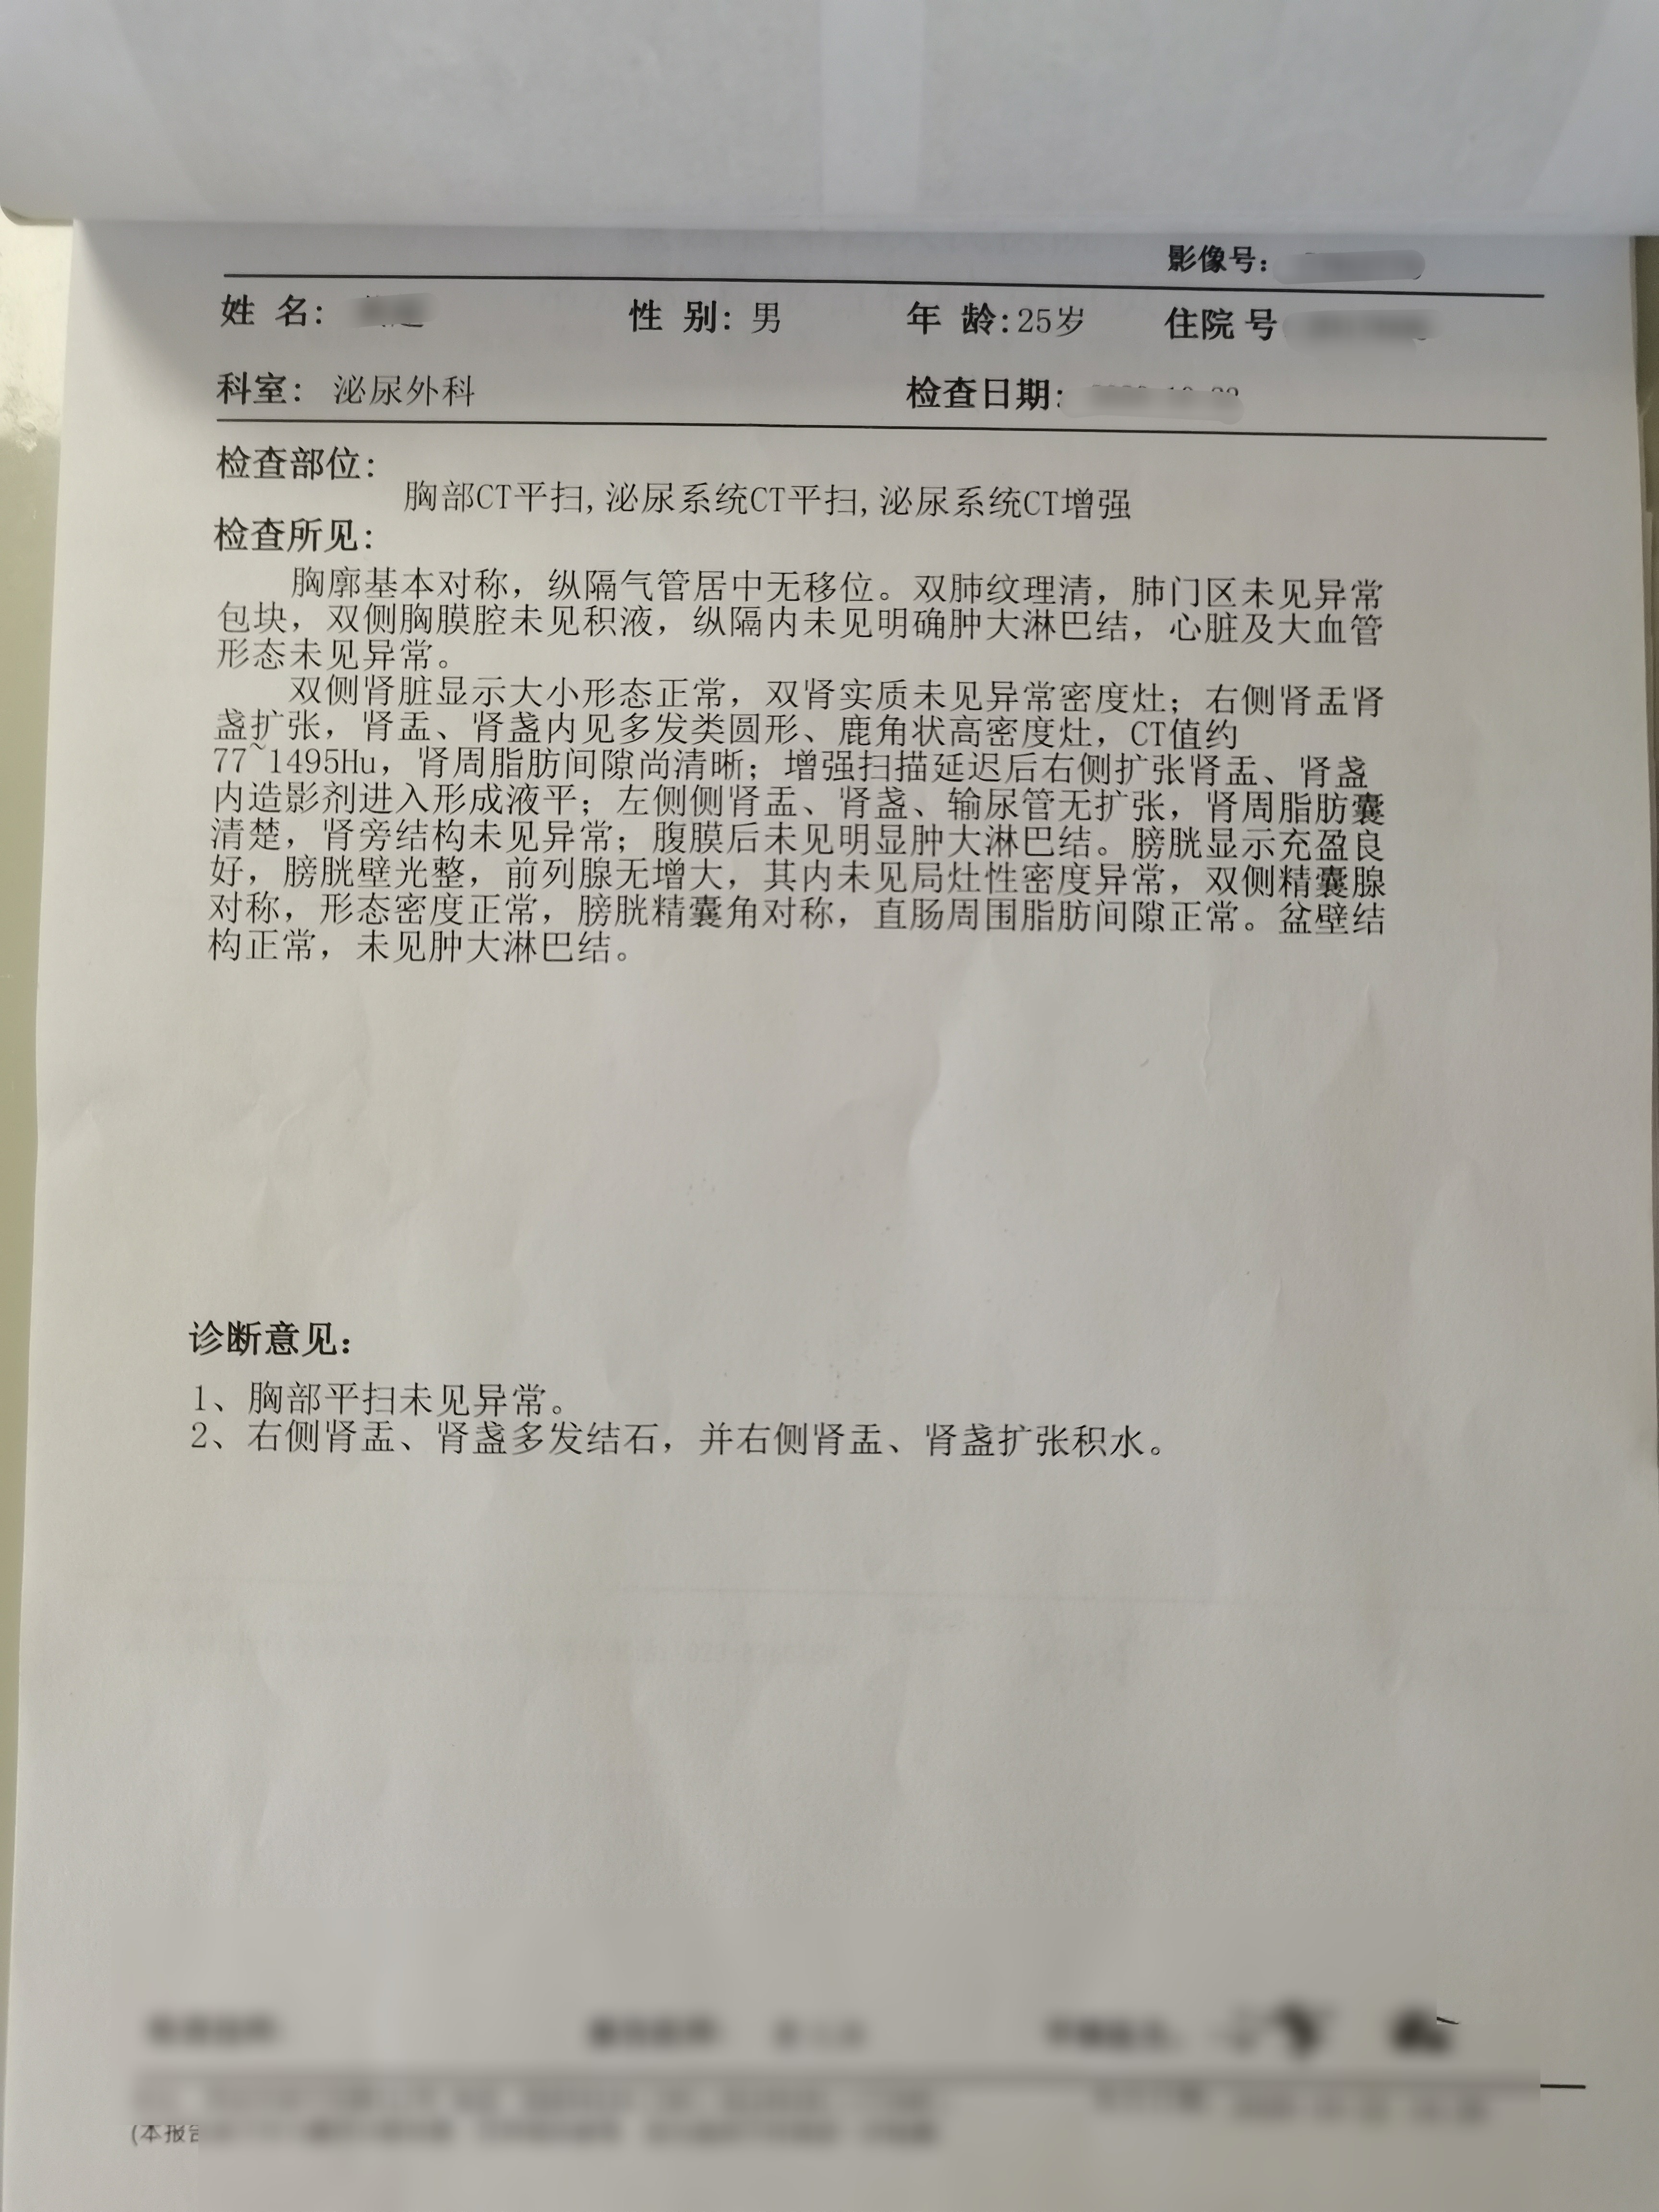 影像号：
姓 名： 性 别：男 年 龄：25岁 住院 号
科室： 泌尿外科 检查日期：
检查部位：
胸部CT平扫,泌尿系统CT平扫,泌尿系统CT增强
检查所见：
胸廓基本对称，纵隔气管居中无移位。双肺纹理清，肺门区未见异常
包块，双侧胸膜腔未见积液，纵隔内未见明确肿大淋巴结，心脏及大血管
形态未见异常。
双侧肾脏显示大小形态正常，双肾实质未见异常密度灶；右侧肾盂肾
盏扩张，肾盂、肾盏内见多发类圆形、鹿角状高密度灶，CT值约
77~1495Hu，肾周脂肪间隙尚清晰；增强扫描延迟后右侧扩张肾盂、肾盏
内造影剂进入形成液平；左侧侧肾盂、肾盏、输尿管无扩张，肾周脂肪囊
清楚，肾旁结构未见异常；腹膜后未见明显肿大淋巴结。膀胱显示充盈良
好，膀胱壁光整，前列腺无增大，其内未见局灶性密度异常，双侧精囊腺
对称，形态密度正常，膀胱精囊角对称，直肠周围脂肪间隙正常。盆壁结
构正常，未见肿大淋巴结。
诊断意见：
1、胸部平扫未见异常。
2、右侧肾盂、肾盏多发结石，并右侧肾盂、肾盏扩张积水。
(本报告